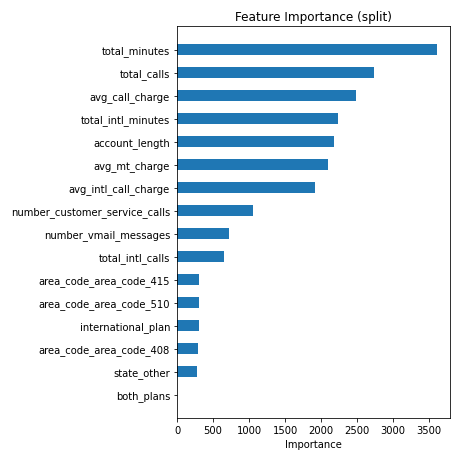 Feature Importance (split)
total_minutes
total_calls
avg_call_charge
total_intl_minutes
account_length
avg_mt_charge
avg_intl_call_charge
number_customer_service_calls
number_vmail_messages
total_intl_calls
area_code_area_code_415
area_code_area_code_510
international_plan
area_code_area_code_408
state_other
both_plans
0 500 1000 1500 2000 2500 3000 3500
Importance